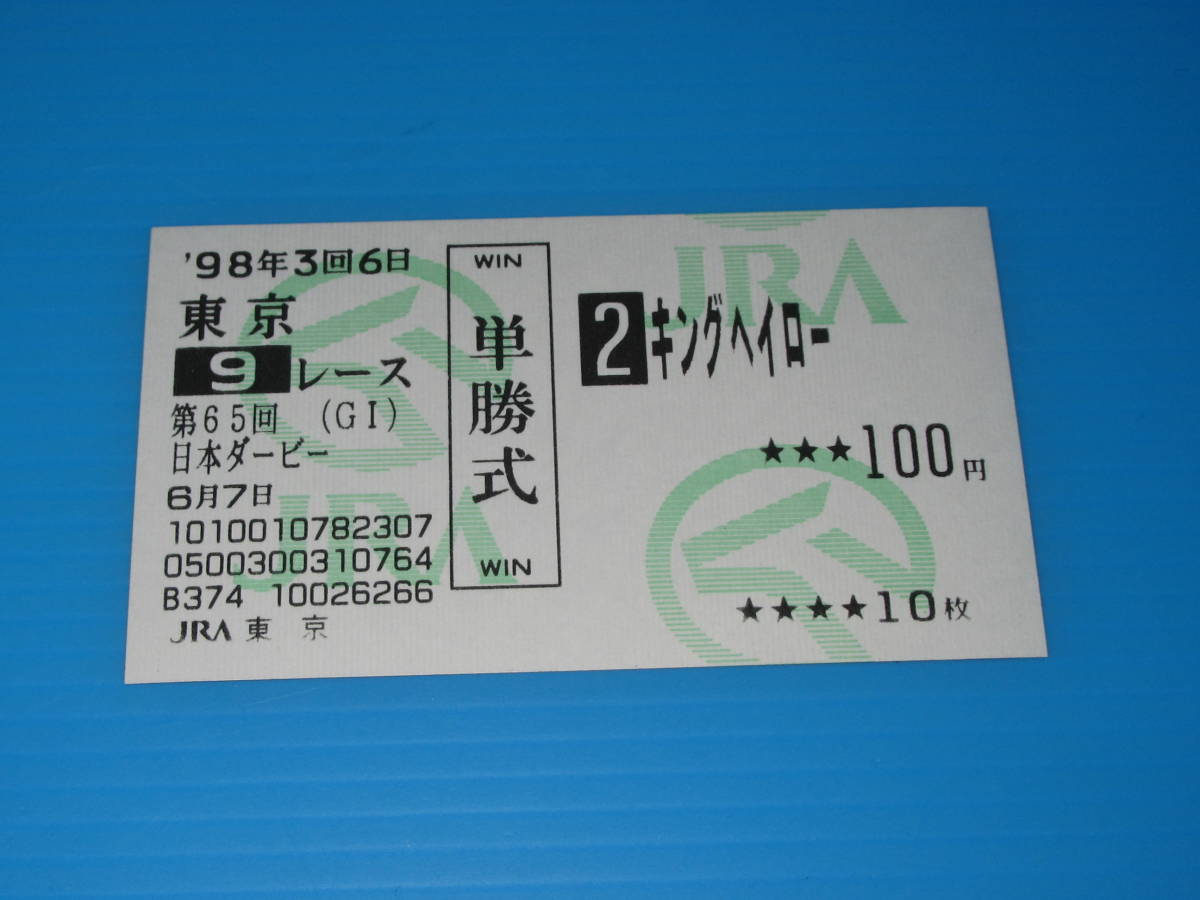 '98年3回6日
東京
9レース
第65回 (GI)
日本ダービー
6月7日
1010010782307
0500300310764
B374 10026266
JRA 東京
WIN
単勝式
WIN
JRA
2キングヘイロー
★★★100円
★★★★10枚
JRA